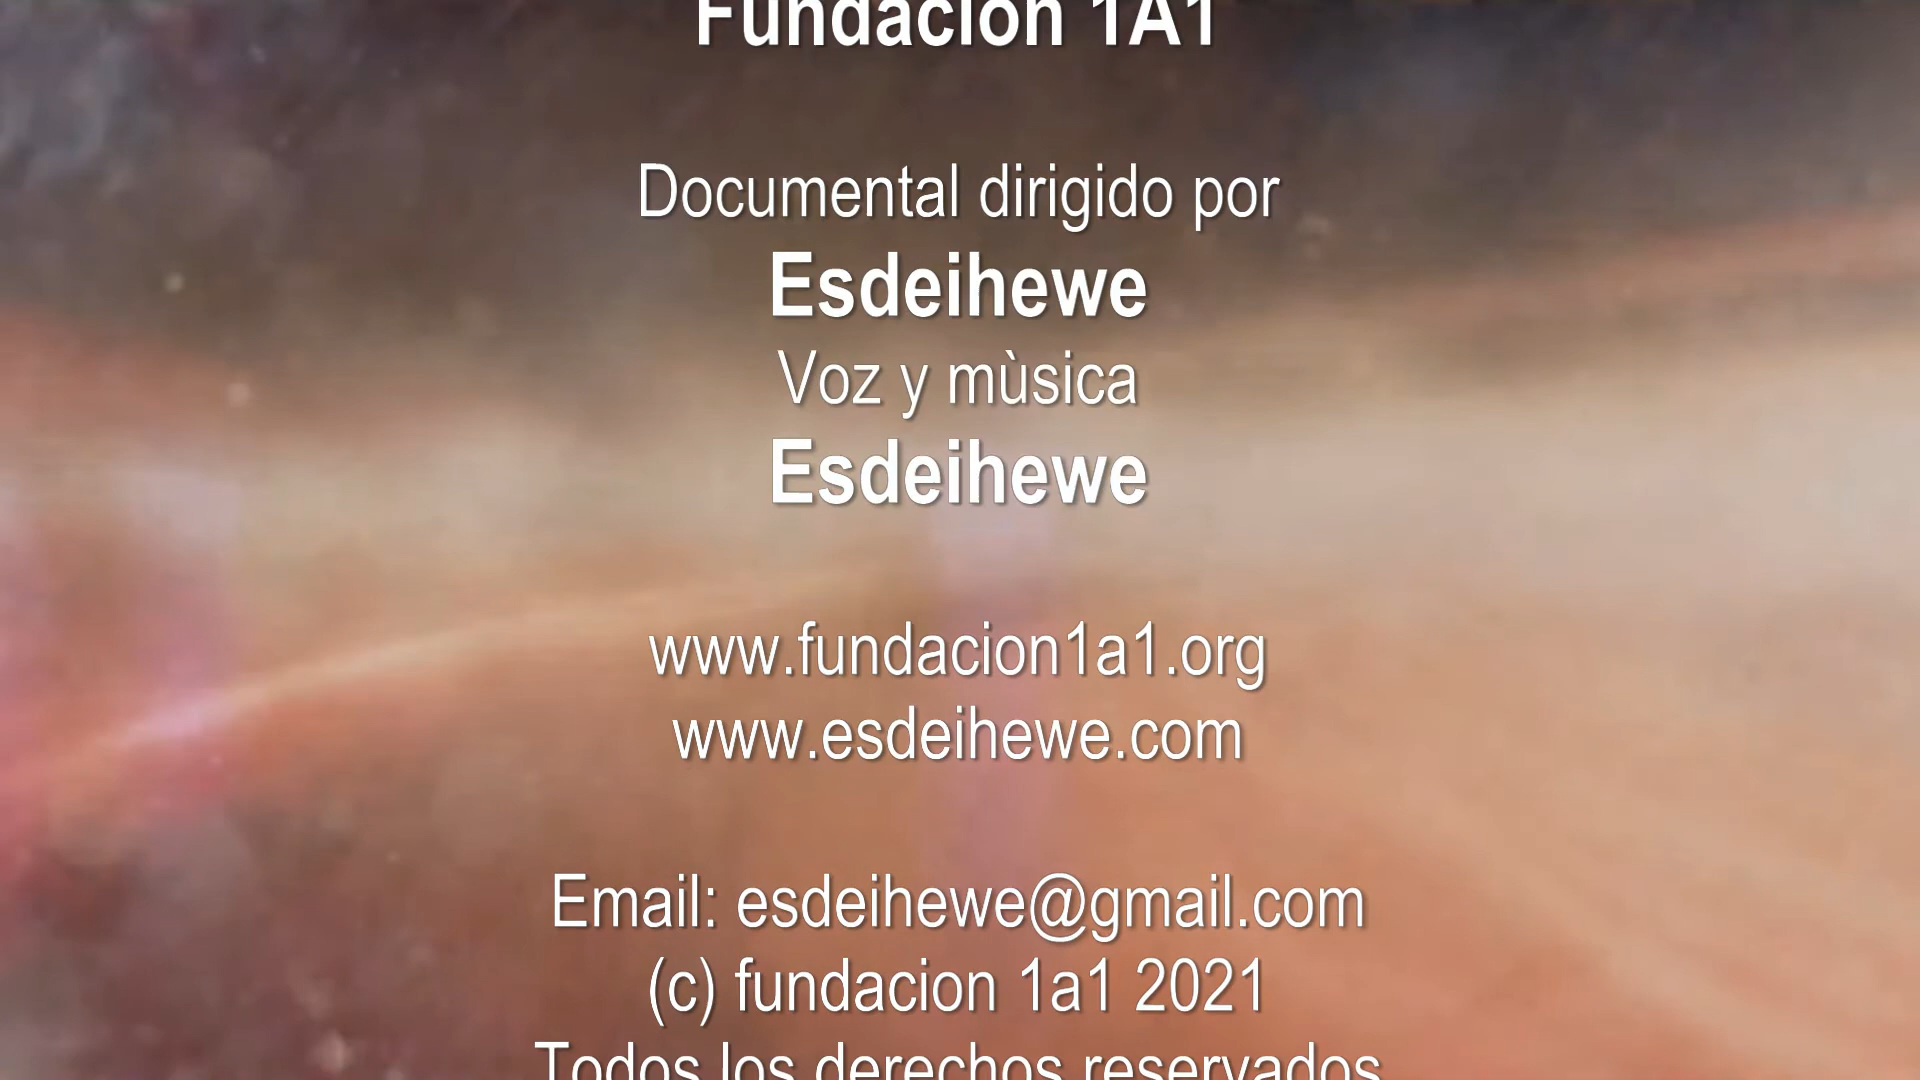 Fundacion 1A1
Documental dirigido por
Esdeihewe
Voz y mùsica
Esdeihewe
www.fundacion1a1.org
www.esdeihewe.com
Email: esdeihewe@gmail.com
(c) fundacion 1a1 2021
Todos los derechos reservados